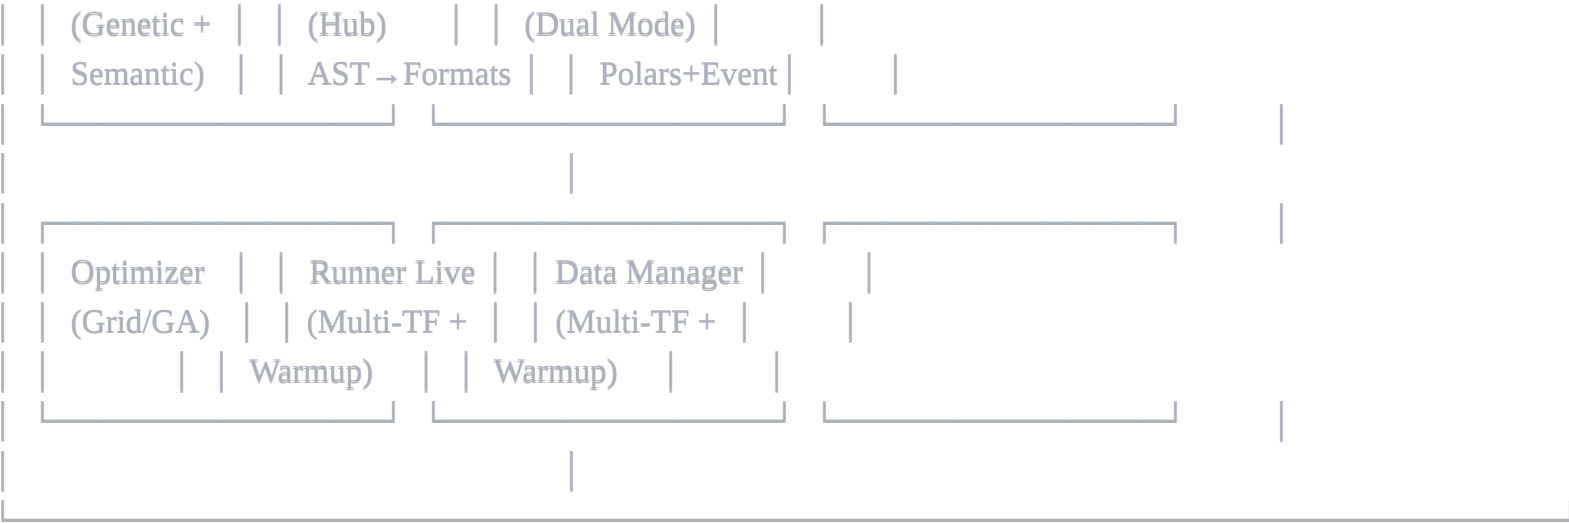 │ │ (Genetic + │ │ (Hub) │ │ (Dual Mode) │ │
│ │ Semantic) │ │ AST→Formats │ │ Polars+Event│ │
│ └──────────────────┘ └──────────────────┘ └──────────────────┘ │
│ │
│ ┌──────────────────┐ ┌──────────────────┐ ┌──────────────────┐ │
│ │ Optimizer │ │ Runner Live │ │ Data Manager │ │
│ │ (Grid/GA) │ │ (Multi-TF + │ │ (Multi-TF + │ │
│ │ │ │ Warmup) │ │ Warmup) │ │
│ └──────────────────┘ └──────────────────┘ └──────────────────┘ │
│ │
└────────────────────────────────────────────────────────────────────────────────┘